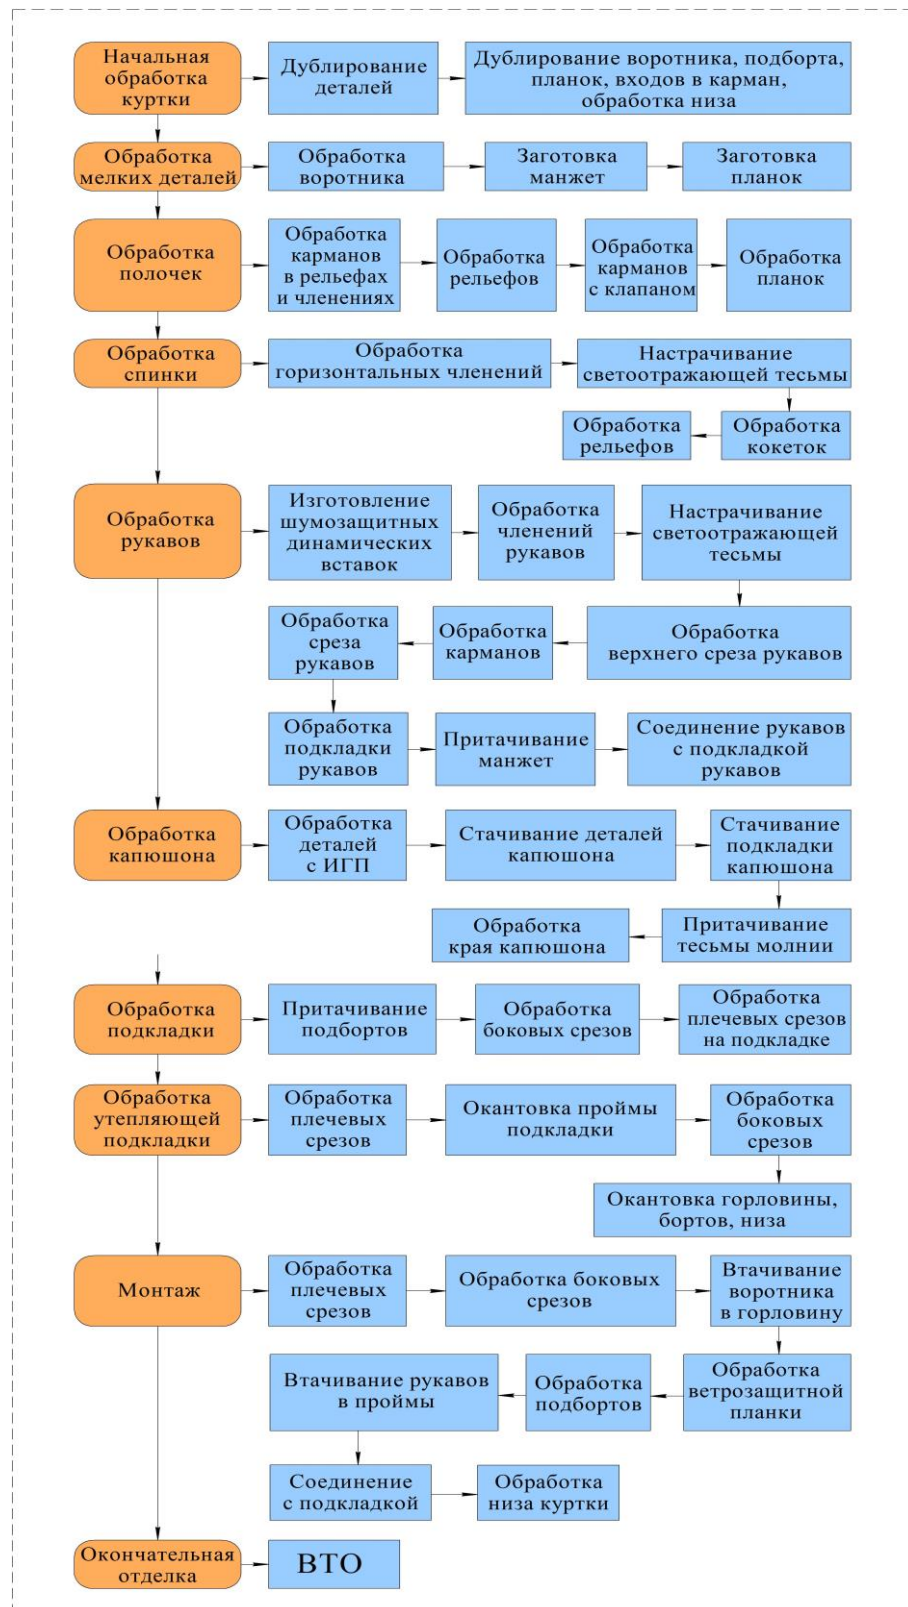 Начальная
обработка
куртки
Дублирование
деталей
Дублирование воротника, подборта,
планок, входов в карман,
обработка низа
Обработка
мелких деталей
Обработка
воротника
Заготовка
манжет
Заготовка
планок
Обработка
полочек
Обработка
карманов
в рельефах
и членениях
Обработка
рельефов
Обработка
карманов
с клапаном
Обработка
планок
Обработка
спинки
Обработка
горизонтальных членений
Настрачивание
светоотражающей тесьмы
Обработка
рельефов
Обработка
кокеток
Обработка
рукавов
Изготовление
шумозащитных
динамических
вставок
Обработка
членений
рукавов
Настрачивание
светоотражающей
тесьмы
Обработка
среза
рукавов
Обработка
карманов
Обработка
верхнего среза рукавов
Обработка
подкладки
рукавов
Притачивание
манжет
Соединение рукавов
с подкладкой
рукавов
Обработка
капюшона
Обработка
деталей
с ИГП
Стачивание деталей
капюшона
Стачивание
подкладки
капюшона
Обработка
края капюшона
Притачивание
тесьмы молнии
Обработка
подкладки
Притачивание
подбортов
Обработка
боковых срезов
Обработка
плечевых срезов
на подкладке
Обработка
утепляющей
подкладки
Обработка
плечевых
срезов
Окантовка проймы
подкладки
Обработка
боковых
срезов
Окантовка горловины,
бортов, низа
Монтаж
Обработка
плечевых
срезов
Обработка боковых
срезов
Втачивание
воротника
в горловину
Втачивание рукавов
в проймы
Обработка
подбортов
Обработка
ветрозащитной
планки
Соединение
с подкладкой
Обработка
низа куртки
Окончательная
отделка
ВТО